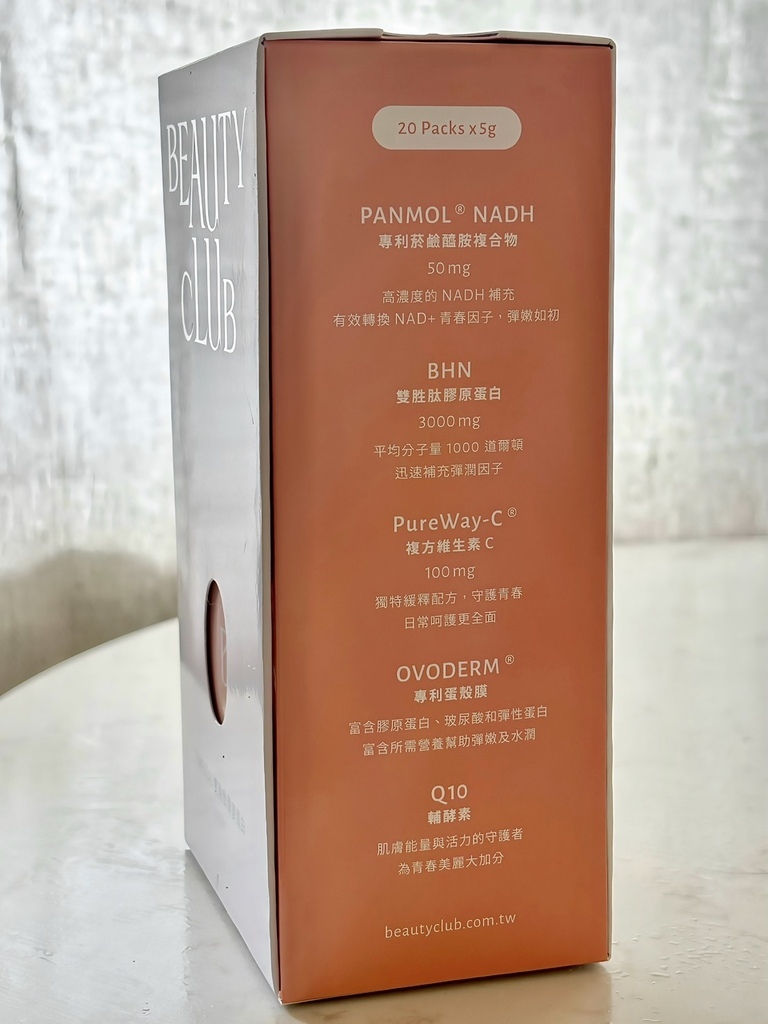 BEAUTY
CLUB
20 Packs x 5g
PANMOL® NADH
專利菸鹼醯胺複合物
50mg
高濃度的 NADH 補充
有效轉換 NAD+ 青春因子，彈嫩如初
BHN
雙胜肽膠原蛋白
3000mg
平均分子量 1000 道爾頓
迅速補充彈潤因子
PureWay-C®
複方維生素 C
100mg
獨特緩釋配方，守護青春
日常呵護更全面
OVODERM®
專利蛋殼膜
富含膠原蛋白、玻尿酸和彈性蛋白
富含所需營養幫助彈嫩及水潤
Q10
輔酵素
肌膚能量與活力的守護者
為青春美麗大加分
beautyclub.com.tw